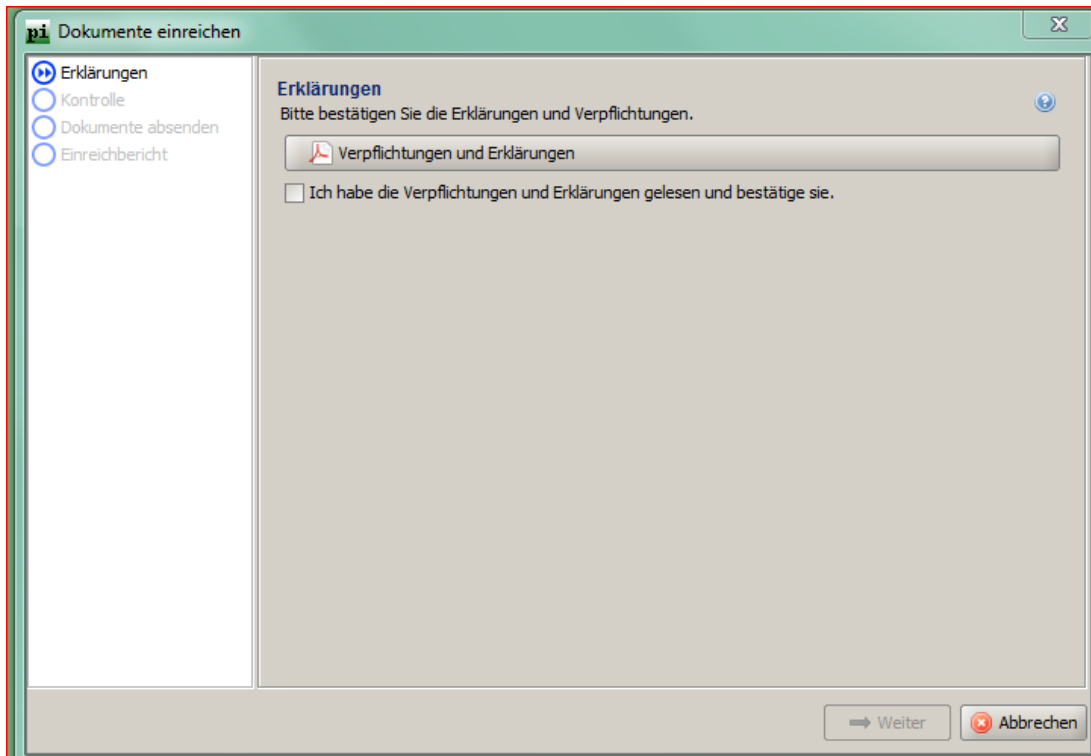 pi Dokumente einreichen
Erklärungen
Kontrolle
Dokumente absenden
Einreichbericht
Erklärungen
Bitte bestätigen Sie die Erklärungen und Verpflichtungen.
Verpflichtungen und Erklärungen
Ich habe die Verpflichtungen und Erklärungen gelesen und bestätige sie.
Weiter
Abbrechen